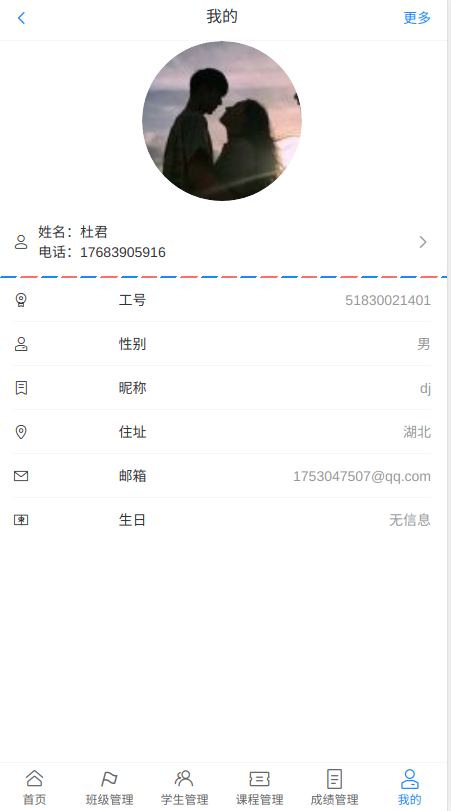 我的 更多
姓名：杜君
电话：17683905916
工号 51830021401
性别 男
昵称 dj
住址 湖北
邮箱 1753047507@qq.com
生日 无信息
首页 班级管理 学生管理 课程管理 成绩管理 我的